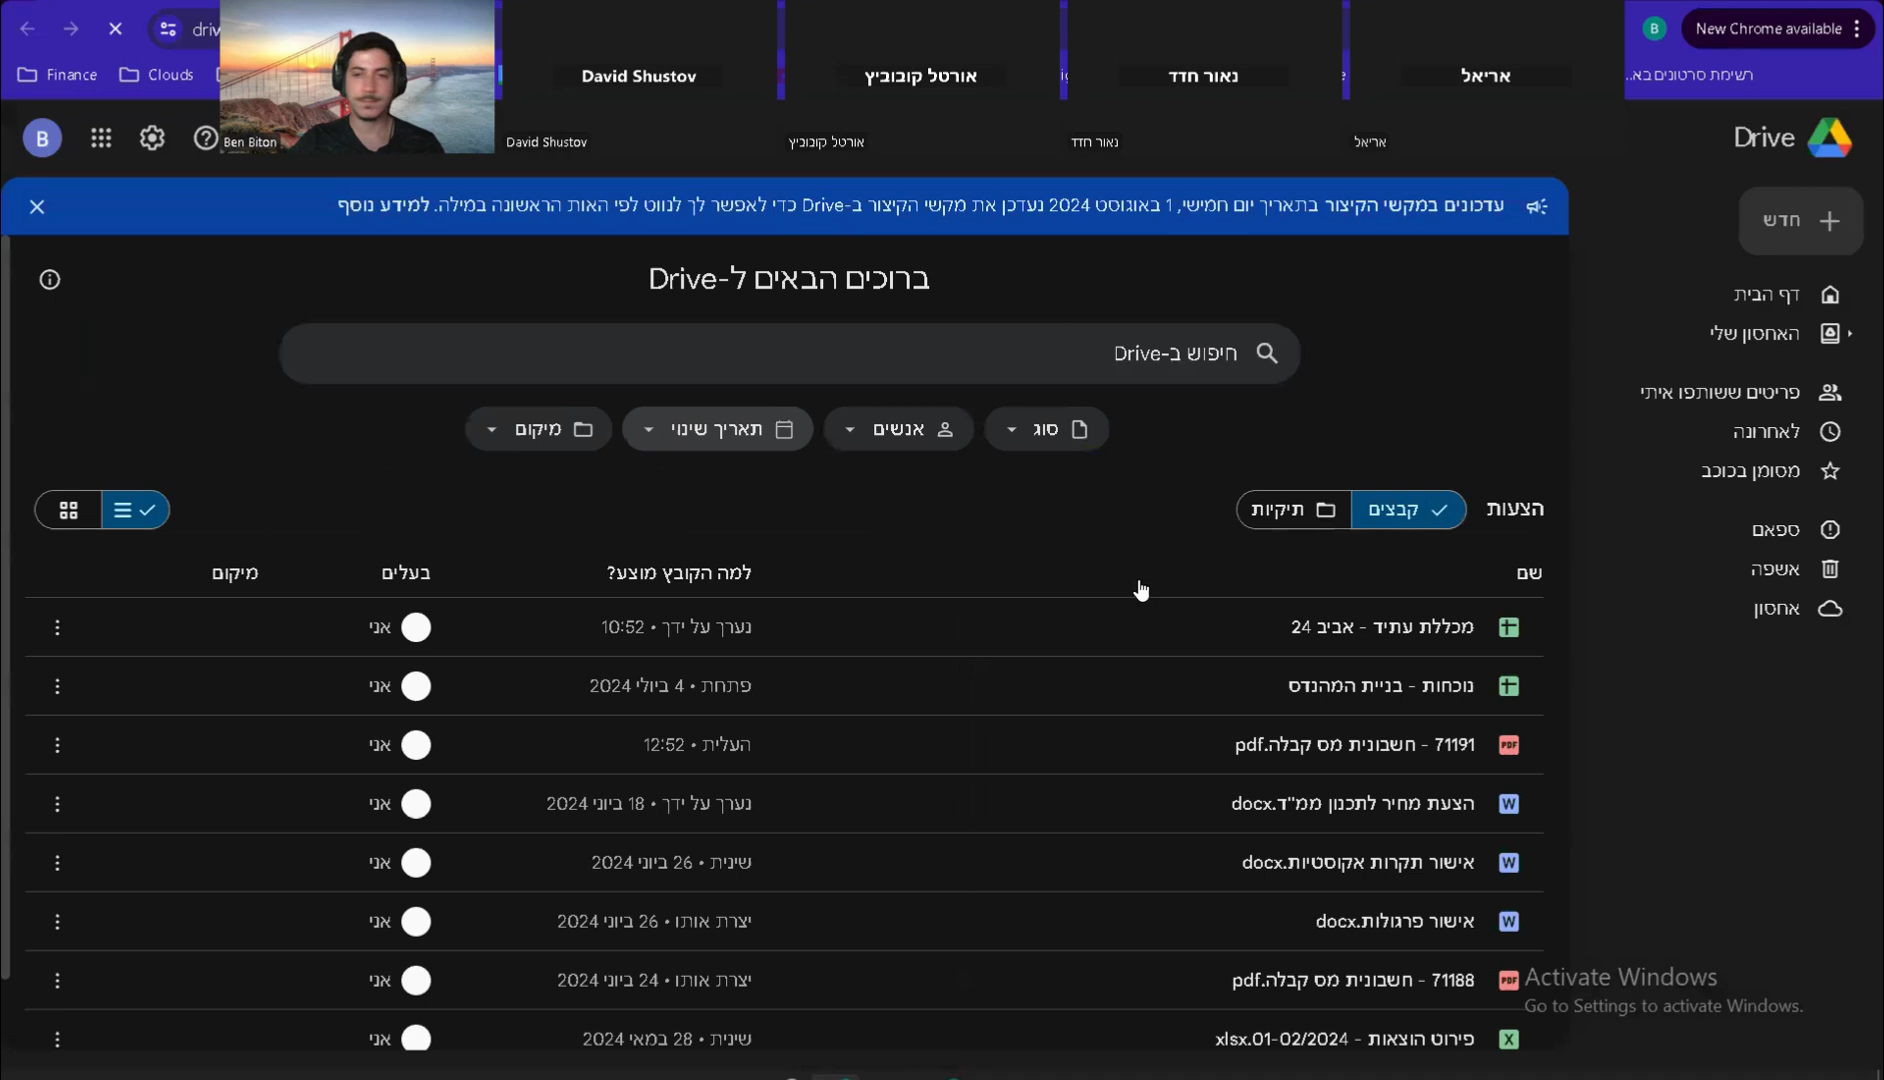 New Chrome available
Finance
Clouds
רשימת סרטונים בא..
David Shustov
אורטל קובוביץ
נאור חדד
אריאל
Ben Biton
David Shustov
אורטל קובוביץ
נאור חדד
אריאל
B
B
Drive
עדכונים במקשי הקיצור בתאריך יום חמישי, 1 באוגוסט 2024 נעדכן את מקשי הקיצור ב-Drive כדי לאפשר לך לנווט לפי האות הראשונה במילה. למידע נוסף
חדש
דף הבית
האחסון שלי
פריטים ששותפו איתי
לאחרונה
מסומן בכוכב
ספאם
אשפה
אחסון
ברוכים הבאים ל-Drive
חיפוש ב-Drive
סוג
אנשים
תאריך שינוי
מיקום
הצעות
קבצים
תיקיות
שם
למה הקובץ מוצע?
בעלים
מיקום
מכללת עתיד - אביב 24
נערך על ידך • 10:52
אני
נוכחות - בניית המהנדס
פתחת • 4 ביולי 2024
אני
71191 - חשבונית מס קבלה.pdf
העלית • 12:52
אני
הצעת מחיר לתכנון ממ"ד.docx
נערך על ידך • 18 ביוני 2024
אני
אישור תקרות אקוסטיות.docx
שינית • 26 ביוני 2024
אני
אישור פרגולות.docx
יצרת אותו • 26 ביוני 2024
אני
71188 - חשבונית מס קבלה.pdf
יצרת אותו • 24 ביוני 2024
אני
פירוט הוצאות - 01-02/2024.xlsx
שינית • 28 במאי 2024
אני
Activate Windows
Go to Settings to activate Windows.